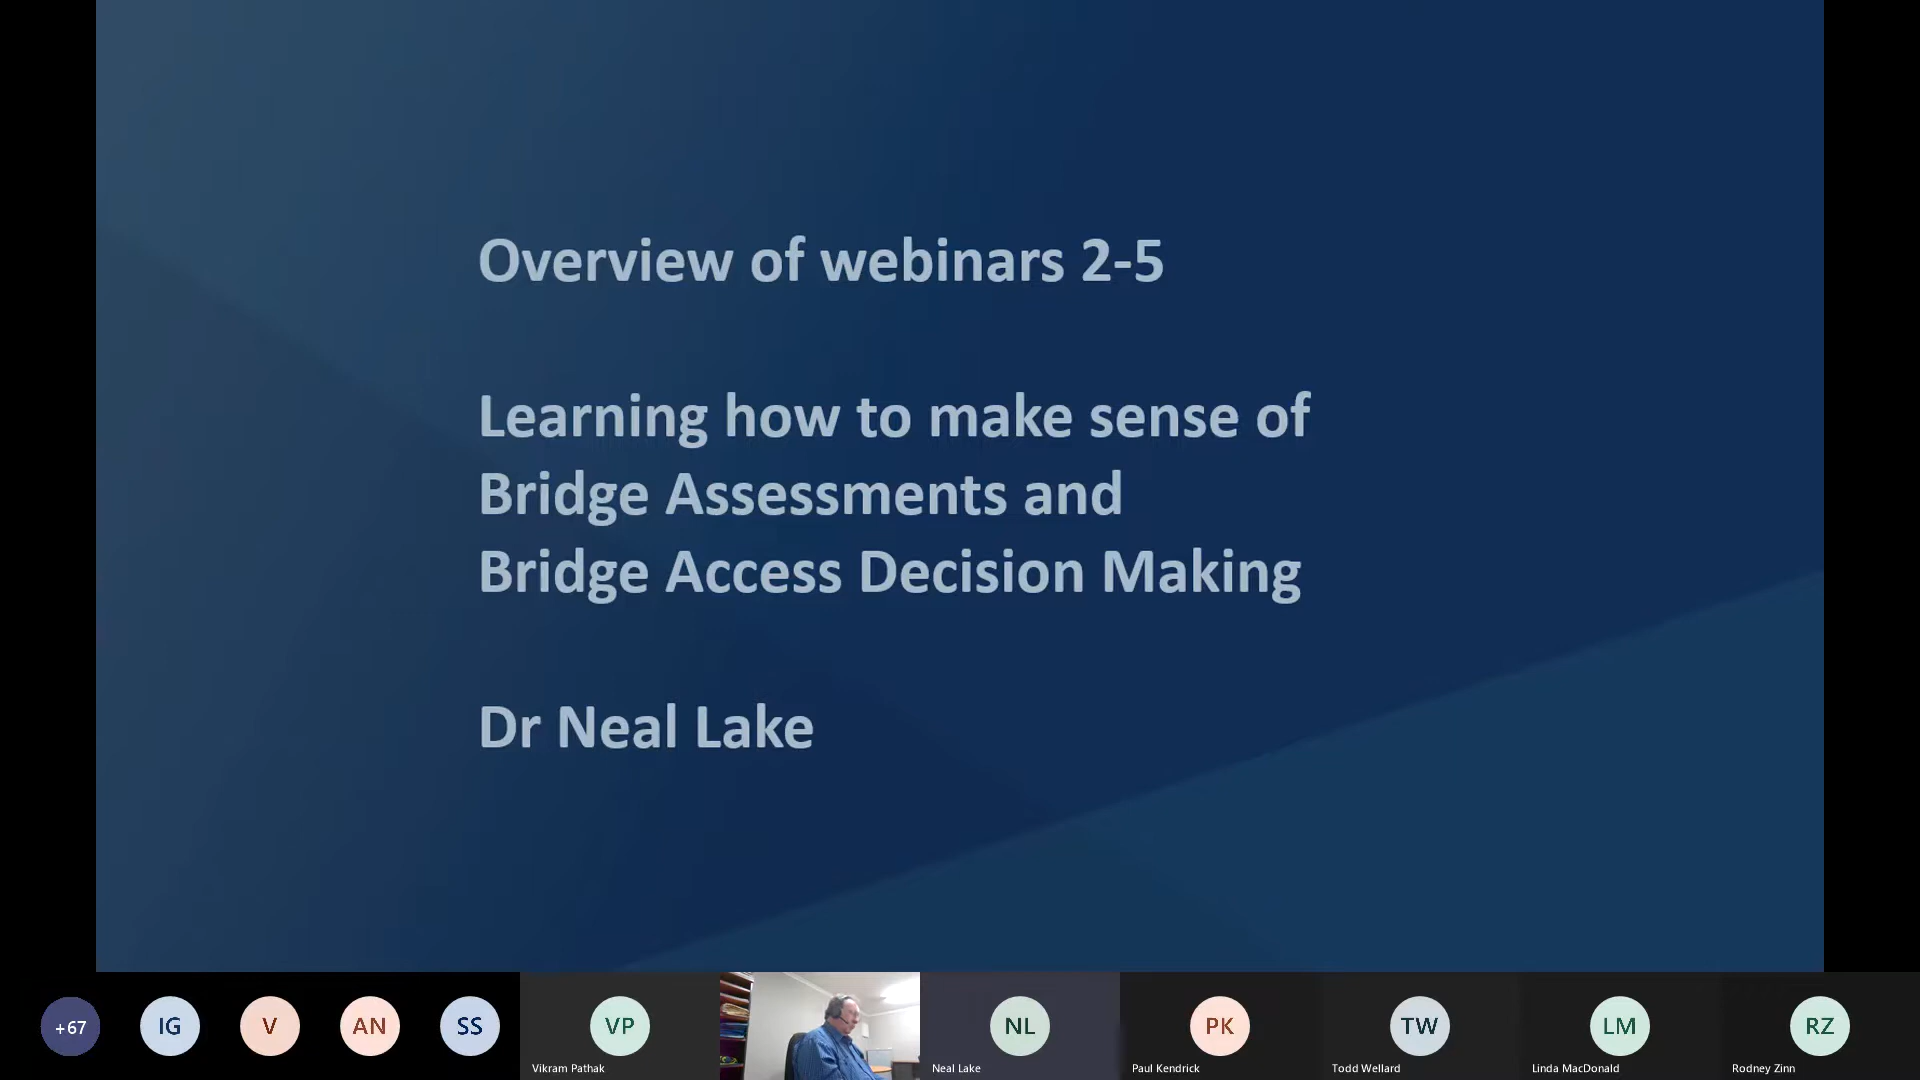 Overview of webinars 2-5
Learning how to make sense of
Bridge Assessments and
Bridge Access Decision Making
Dr Neal Lake
+67
IG
V
AN
SS
VP
NL
PK
TW
LM
RZ
Vikram Pathak
Neal Lake
Paul Kendrick
Todd Wellard
Linda MacDonald
Rodney Zinn